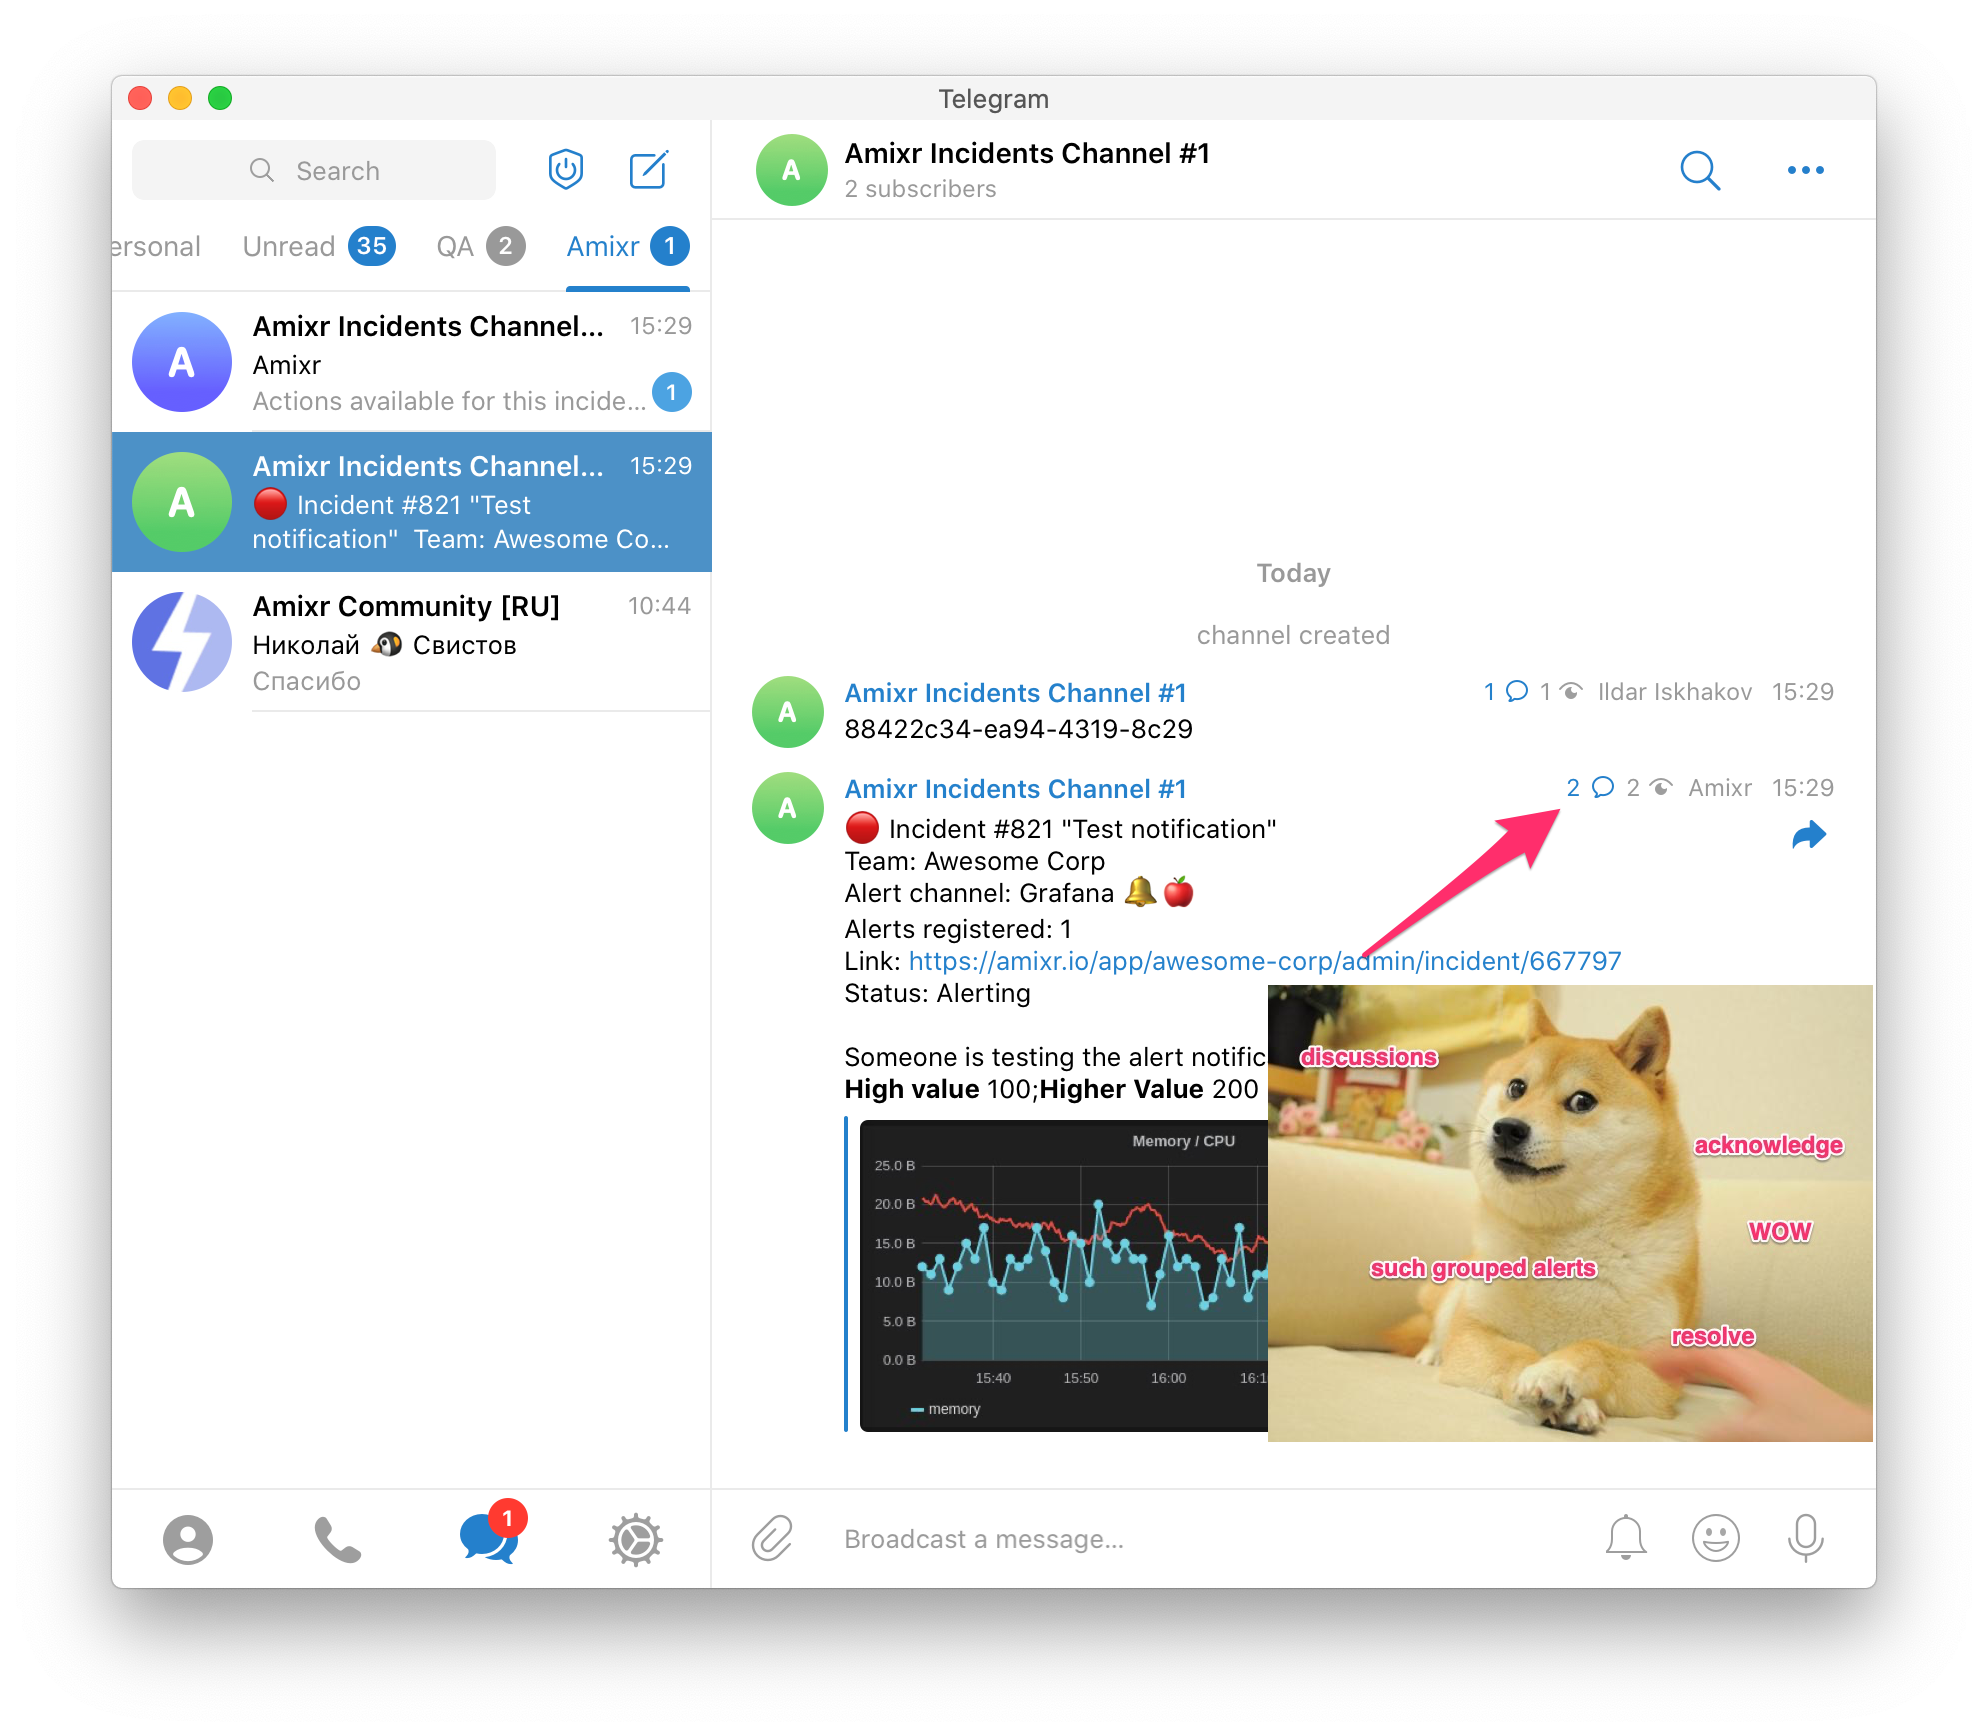 Telegram
Search
ersonal
Unread 35
QA 2
Amixr 1
A
Amixr Incidents Channel... 15:29
Amixr
Actions available for this incide... 1
A
Amixr Incidents Channel... 15:29
Incident #821 "Test
notification" Team: Awesome Co...
Amixr Community [RU] 10:44
Николай 🐧 Свистов
Спасибо
1
A
Amixr Incidents Channel #1
2 subscribers
Today
channel created
A
Amixr Incidents Channel #1 1 1 Ildar Iskhakov 15:29
88422c34-ea94-4319-8c29
A
Amixr Incidents Channel #1 2 2 Amixr 15:29
🔴 Incident #821 "Test notification"
Team: Awesome Corp
Alert channel: Grafana 🔔🍎
Alerts registered: 1
Link: https://amixr.io/app/awesome-corp/admin/incident/667797
Status: Alerting
Someone is testing the alert notific
High value 100;Higher Value 200
Memory / CPU
25.0 B
20.0 B
15.0 B
10.0 B
5.0 B
0.0 B
15:40 15:50 16:00 16:1
memory
discussions
acknowledge
WOW
such grouped alerts
resolve
Broadcast a message...